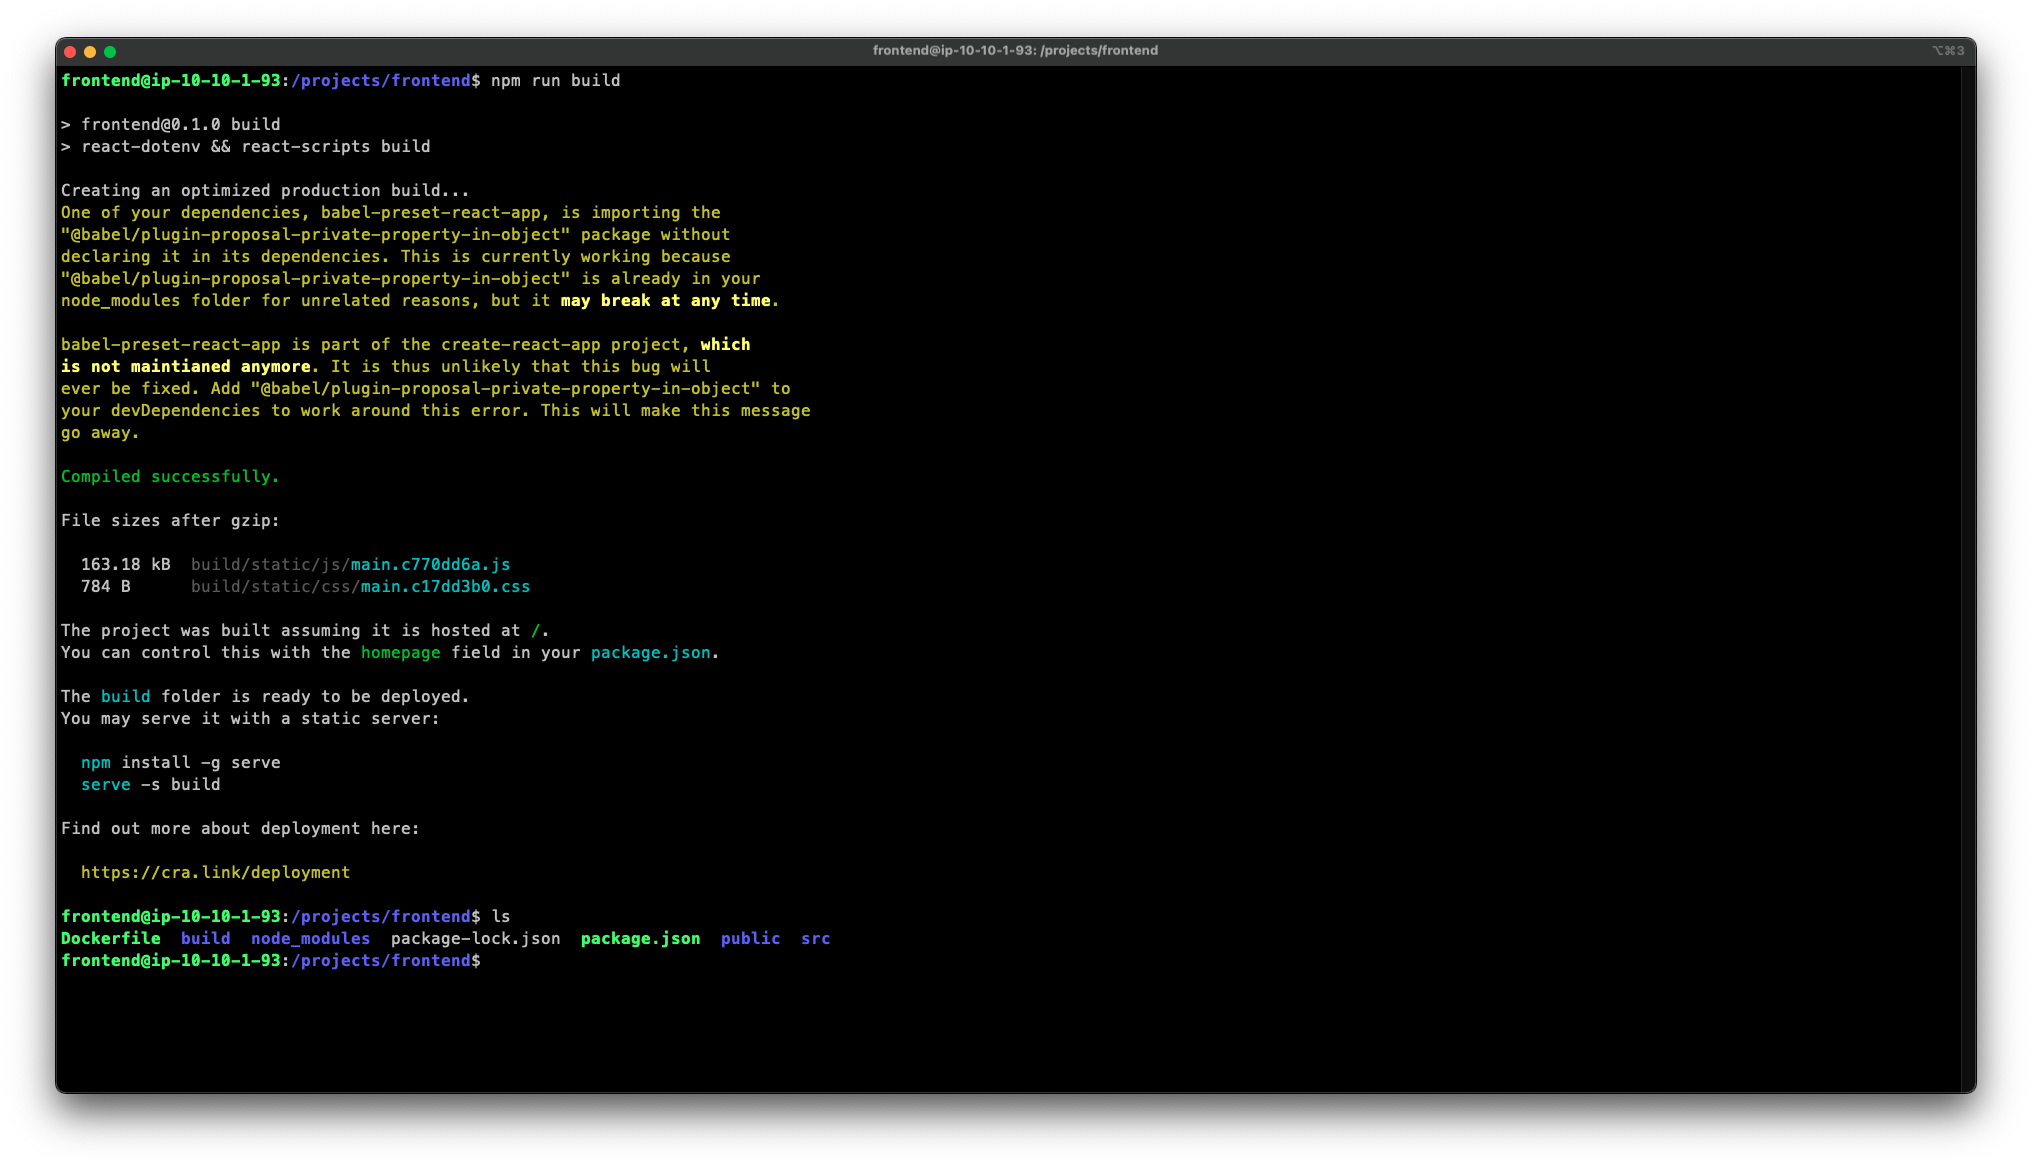 frontend@ip-10-10-1-93: /projects/frontend
⌥⌘3
frontend@ip-10-10-1-93:/projects/frontend$ npm run build
> frontend@0.1.0 build
> react-dotenv && react-scripts build
Creating an optimized production build...
One of your dependencies, babel-preset-react-app, is importing the
"@babel/plugin-proposal-private-property-in-object" package without
declaring it in its dependencies. This is currently working because
"@babel/plugin-proposal-private-property-in-object" is already in your
node_modules folder for unrelated reasons, but it may break at any time.
babel-preset-react-app is part of the create-react-app project, which
is not maintianed anymore. It is thus unlikely that this bug will
ever be fixed. Add "@babel/plugin-proposal-private-property-in-object" to
your devDependencies to work around this error. This will make this message
go away.
Compiled successfully.
File sizes after gzip:
163.18 kB  build/static/js/main.c770dd6a.js
784 B      build/static/css/main.c17dd3b0.css
The project was built assuming it is hosted at /.
You can control this with the homepage field in your package.json.
The build folder is ready to be deployed.
You may serve it with a static server:
npm install -g serve
serve -s build
Find out more about deployment here:
https://cra.link/deployment
frontend@ip-10-10-1-93:/projects/frontend$ ls
Dockerfile  build  node_modules  package-lock.json  package.json  public  src
frontend@ip-10-10-1-93:/projects/frontend$